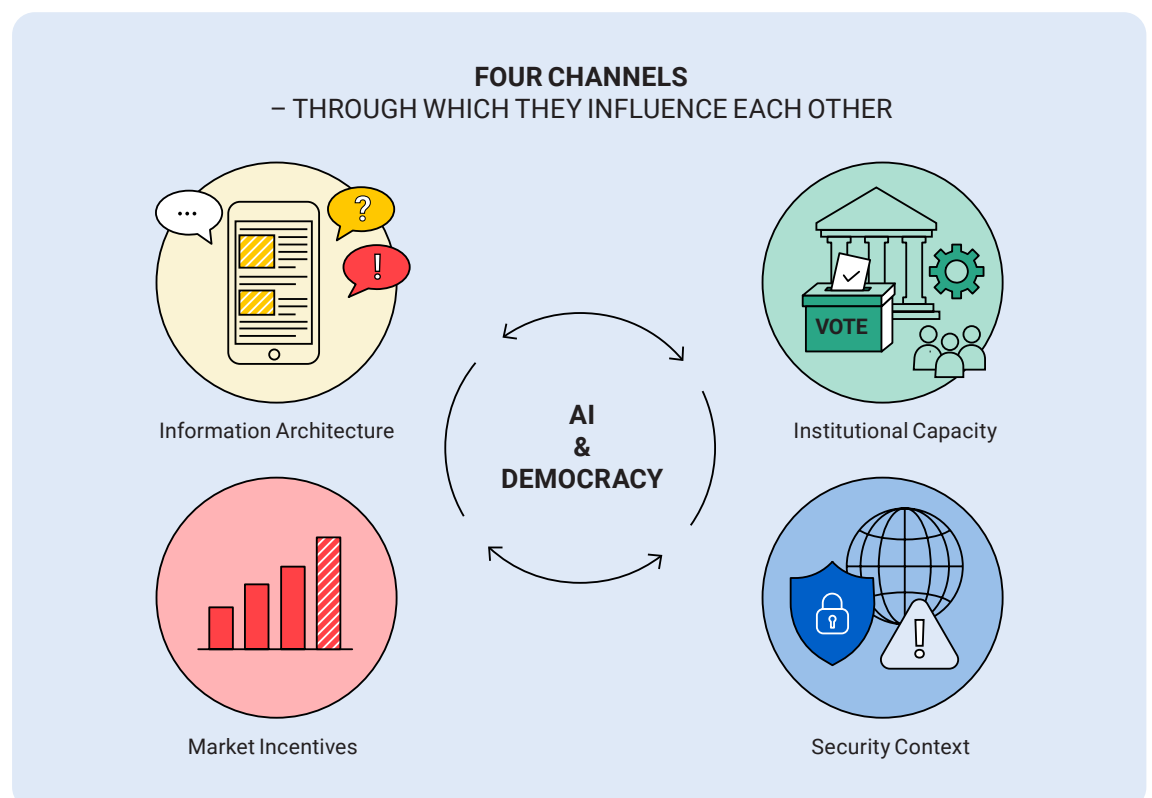 FOUR CHANNELS
– THROUGH WHICH THEY INFLUENCE EACH OTHER
...
?
!
VOTE
Information Architecture
Institutional Capacity
AI
&
DEMOCRACY
!
Market Incentives
Security Context